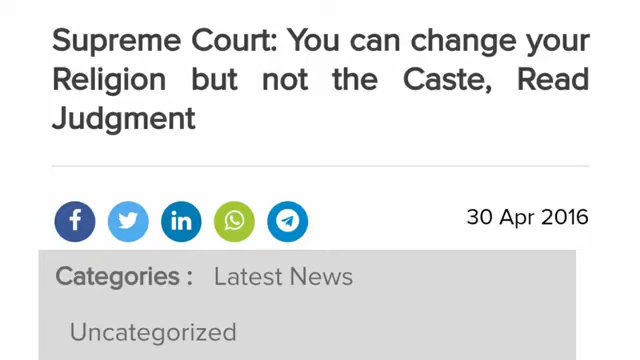 Supreme Court: You can change your
Religion but not the Caste, Read
Judgment
30 Apr 2016
Categories : Latest News
Uncategorized